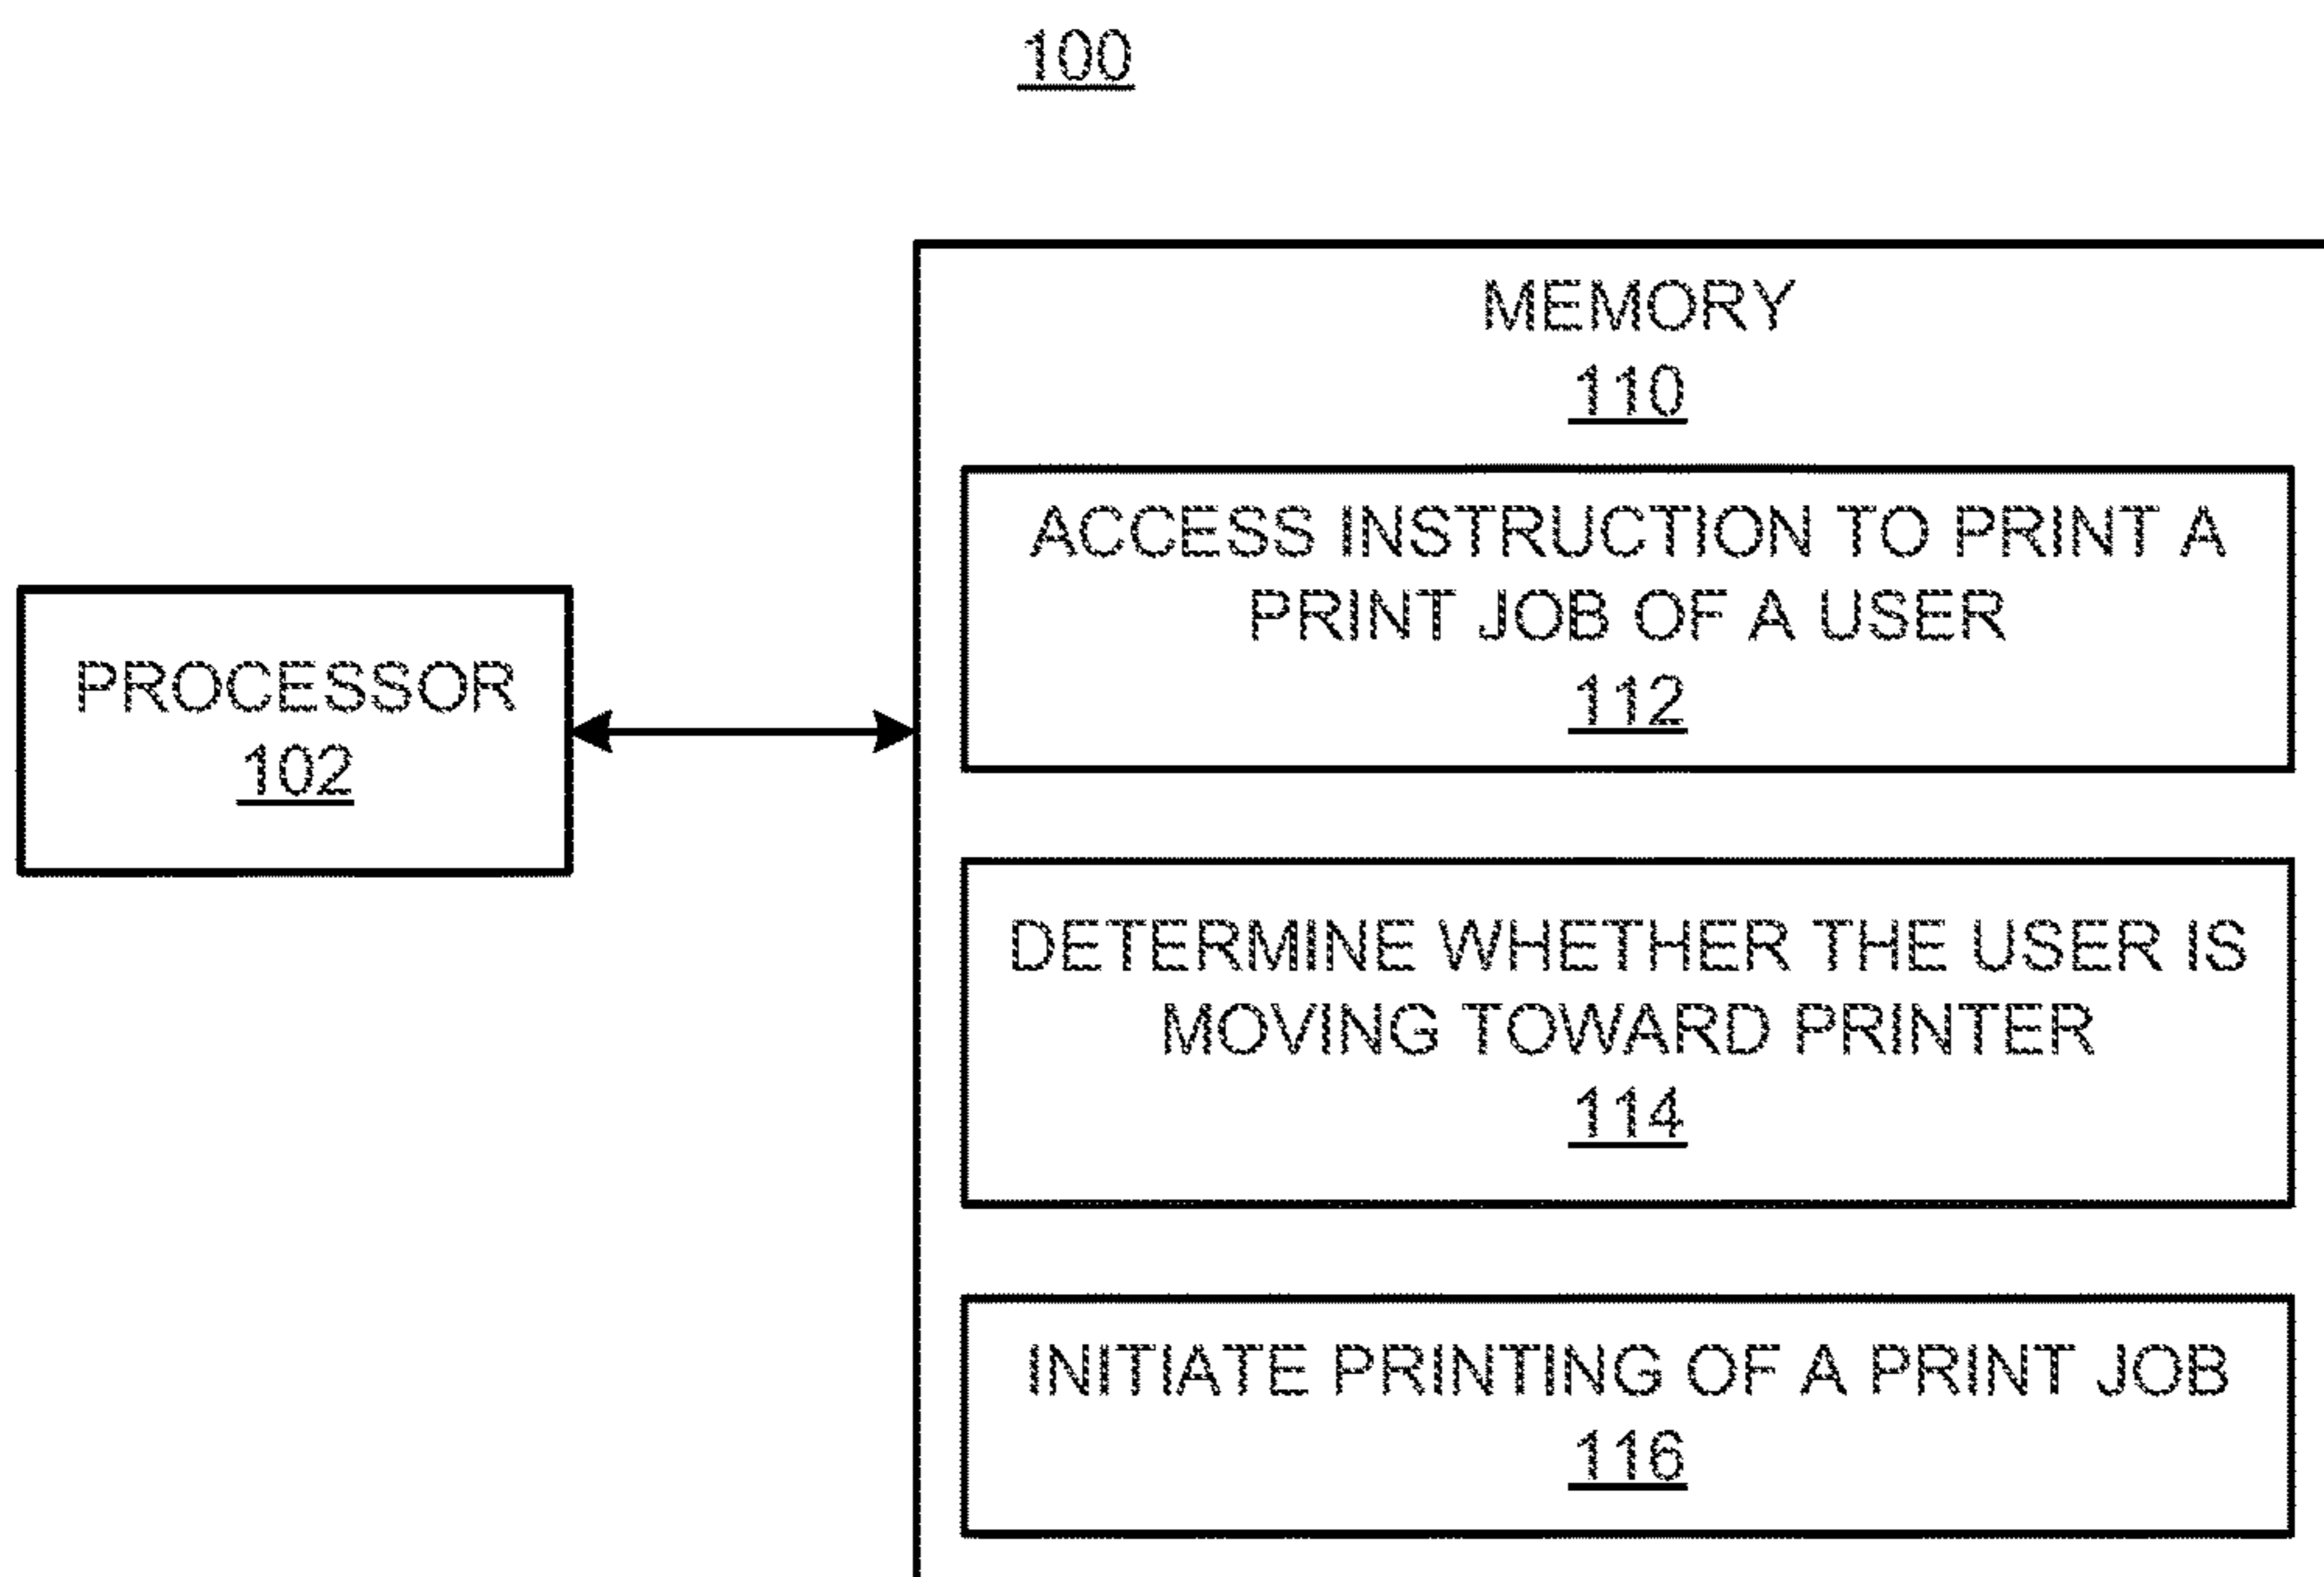 100
MEMORY
110
ACCESS INSTRUCTION TO PRINT A
PRINT JOB OF A USER
112
PROCESSOR
102
DETERMINE WHETHER THE USER IS
MOVING TOWARD PRINTER
114
INITIATE PRINTING OF A PRINT JOB
116